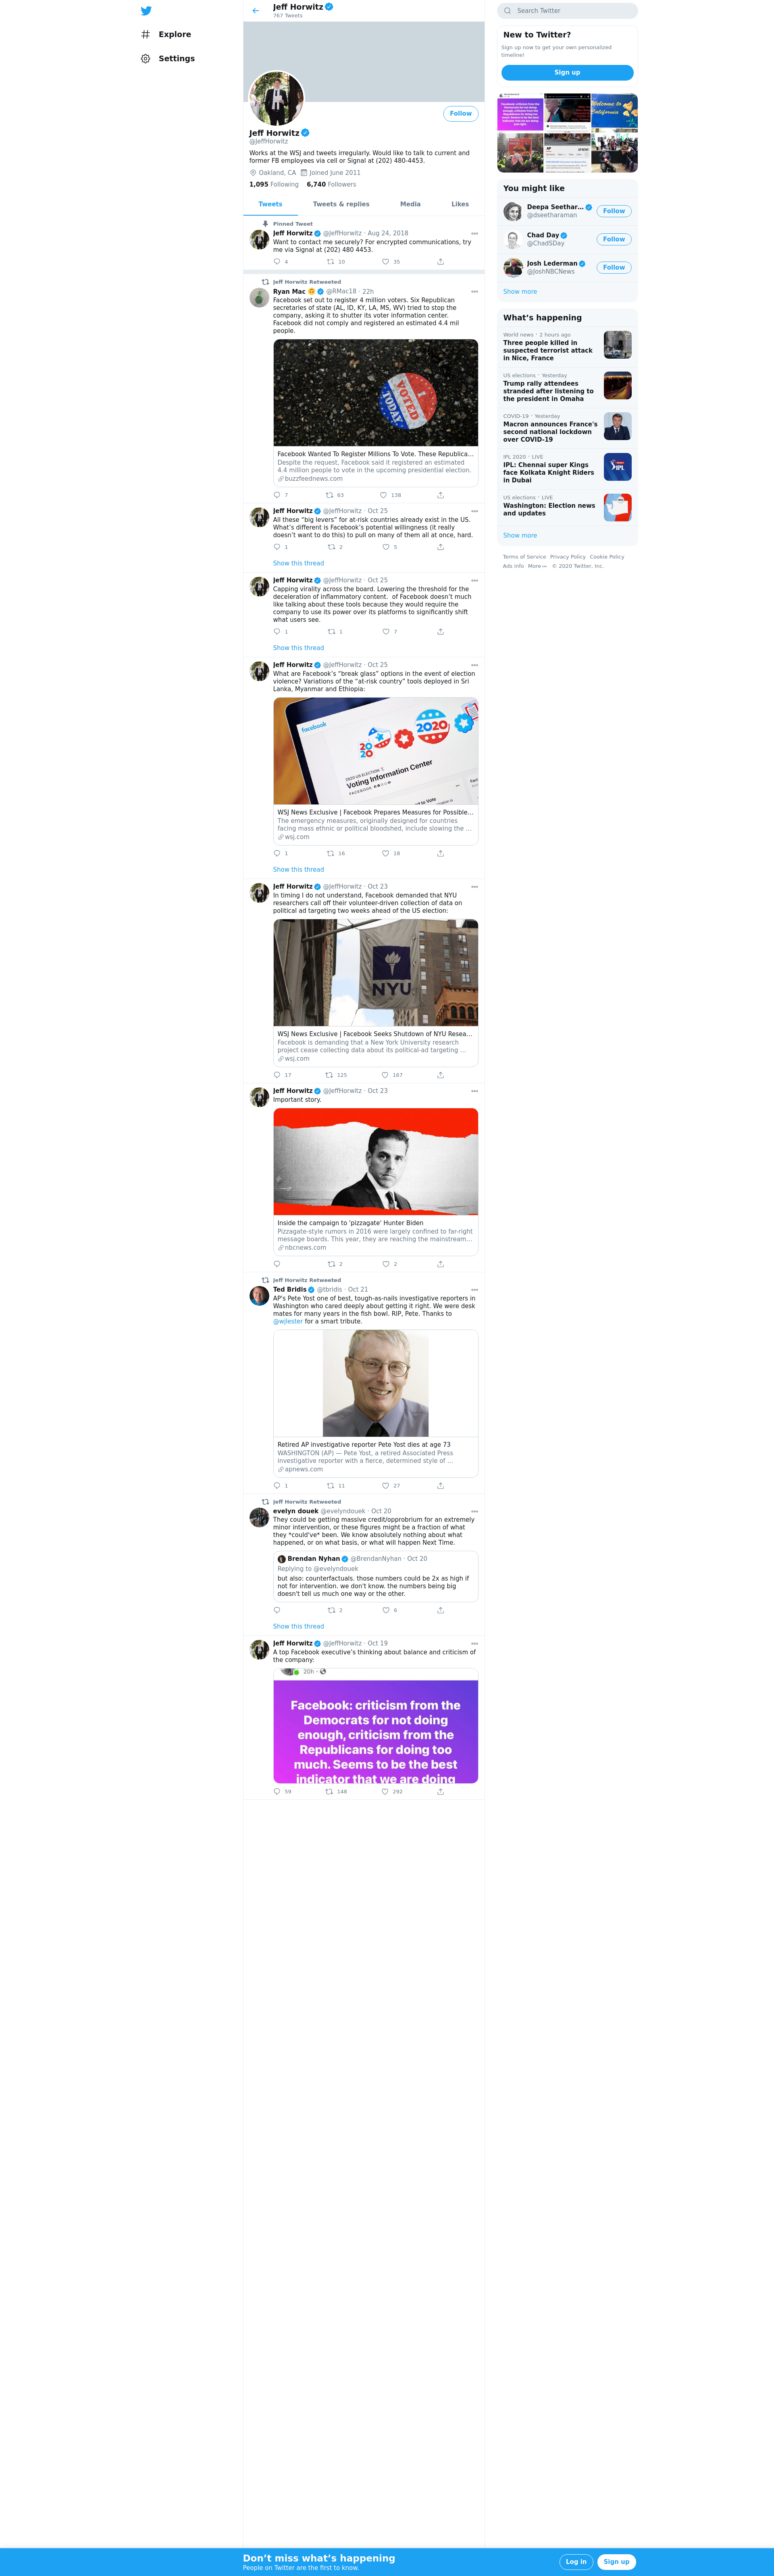 Explore
Settings
Jeff Horwitz
767 Tweets
Follow
Jeff Horwitz
@JeffHorwitz
Works at the WSJ and tweets irregularly. Would like to talk to current and
former FB employees via cell or Signal at (202) 480-4453.
Oakland, CA Joined June 2011
1,095 Following 6,740 Followers
Tweets Tweets & replies Media Likes
Pinned Tweet
Jeff Horwitz @JeffHorwitz · Aug 24, 2018
Want to contact me securely? For encrypted communications, try
me via Signal at (202) 480 4453.
4 10 35
Jeff Horwitz Retweeted
Ryan Mac @RMac18 · 22h
Facebook set out to register 4 million voters. Six Republican
secretaries of state (AL, ID, KY, LA, MS, WV) tried to stop the
company, asking it to shutter its voter information center.
Facebook did not comply and registered an estimated 4.4 mil
people.
I VOTED TODAY
Facebook Wanted To Register Millions To Vote. These Republica...
Despite the request, Facebook said it registered an estimated
4.4 million people to vote in the upcoming presidential election.
buzzfeednews.com
7 63 138
Jeff Horwitz @JeffHorwitz · Oct 25
All these “big levers” for at-risk countries already exist in the US.
What’s different is Facebook’s potential willingness (it really
doesn’t want to do this) to pull on many of them all at once, hard.
1 2 5
Show this thread
Jeff Horwitz @JeffHorwitz · Oct 25
Capping virality across the board. Lowering the threshold for the
deceleration of inflammatory content. of Facebook doesn’t much
like talking about these tools because they would require the
company to use its power over its platforms to significantly shift
what users see.
1 1 7
Show this thread
Jeff Horwitz @JeffHorwitz · Oct 25
What are Facebook’s “break glass” options in the event of election
violence? Variations of the “at-risk country” tools deployed in Sri
Lanka, Myanmar and Ethiopia:
facebook
2020
2020
2020 US ELECTION
Voting Information Center
WSJ News Exclusive | Facebook Prepares Measures for Possible...
The emergency measures, originally designed for countries
facing mass ethnic or political bloodshed, include slowing the ...
wsj.com
1 16 18
Show this thread
Jeff Horwitz @JeffHorwitz · Oct 23
In timing I do not understand, Facebook demanded that NYU
researchers call off their volunteer-driven collection of data on
political ad targeting two weeks ahead of the US election:
NYU
WSJ News Exclusive | Facebook Seeks Shutdown of NYU Resea...
Facebook is demanding that a New York University research
project cease collecting data about its political-ad targeting ...
wsj.com
17 125 167
Jeff Horwitz @JeffHorwitz · Oct 23
Important story.
Inside the campaign to 'pizzagate' Hunter Biden
Pizzagate-style rumors in 2016 were largely confined to far-right
message boards. This year, they are reaching the mainstream...
nbcnews.com
2 2
Jeff Horwitz Retweeted
Ted Bridis @tbridis · Oct 21
AP's Pete Yost one of best, tough-as-nails investigative reporters in
Washington who cared deeply about getting it right. We were desk
mates for many years in the fish bowl. RIP, Pete. Thanks to
@wjlester for a smart tribute.
Retired AP investigative reporter Pete Yost dies at age 73
WASHINGTON (AP) — Pete Yost, a retired Associated Press
investigative reporter with a fierce, determined style of ...
apnews.com
1 11 27
Jeff Horwitz Retweeted
evelyn douek @evelyndouek · Oct 20
They could be getting massive credit/opprobrium for an extremely
minor intervention, or these figures might be a fraction of what
they *could've* been. We know absolutely nothing about what
happened, or on what basis, or what will happen Next Time.
Brendan Nyhan @BrendanNyhan · Oct 20
Replying to @evelyndouek
but also: counterfactuals. those numbers could be 2x as high if
not for intervention. we don't know. the numbers being big
doesn't tell us much one way or the other.
2 6
Show this thread
Jeff Horwitz @JeffHorwitz · Oct 19
A top Facebook executive’s thinking about balance and criticism of
the company:
20h ·
Facebook: criticism from the
Democrats for not doing
enough, criticism from the
Republicans for doing too
much. Seems to be the best
indicator that we are doing
59 148 292
Search Twitter
New to Twitter?
Sign up now to get your own personalized
timeline!
Sign up
Welcome to
California
You might like
Deepa Seethar...
@dseetharaman
Follow
Chad Day
@ChadSDay
Follow
Josh Lederman
@JoshNBCNews
Follow
Show more
What’s happening
World news · 2 hours ago
Three people killed in
suspected terrorist attack
in Nice, France
US elections · Yesterday
Trump rally attendees
stranded after listening to
the president in Omaha
COVID-19 · Yesterday
Macron announces France's
second national lockdown
over COVID-19
IPL 2020 · LIVE
IPL: Chennai super Kings
face Kolkata Knight Riders
in Dubai
IPL
US elections · LIVE
Washington: Election news
and updates
Show more
Terms of Service Privacy Policy Cookie Policy
Ads info More © 2020 Twitter, Inc.
Don’t miss what’s happening
People on Twitter are the first to know.
Log in Sign up